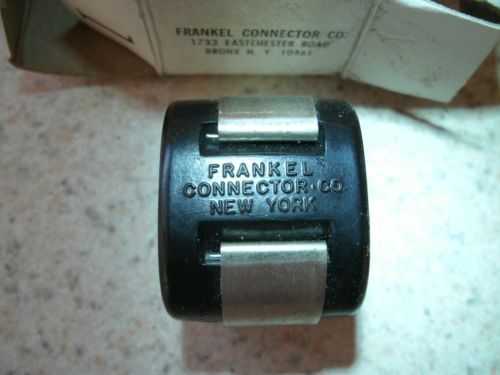 FRANKEL CONNECTOR CO.
1733 EASTCHESTER ROAD
BRONX N. Y. 10461
FRANKEL
CONNECTOR·CO.
NEW YORK